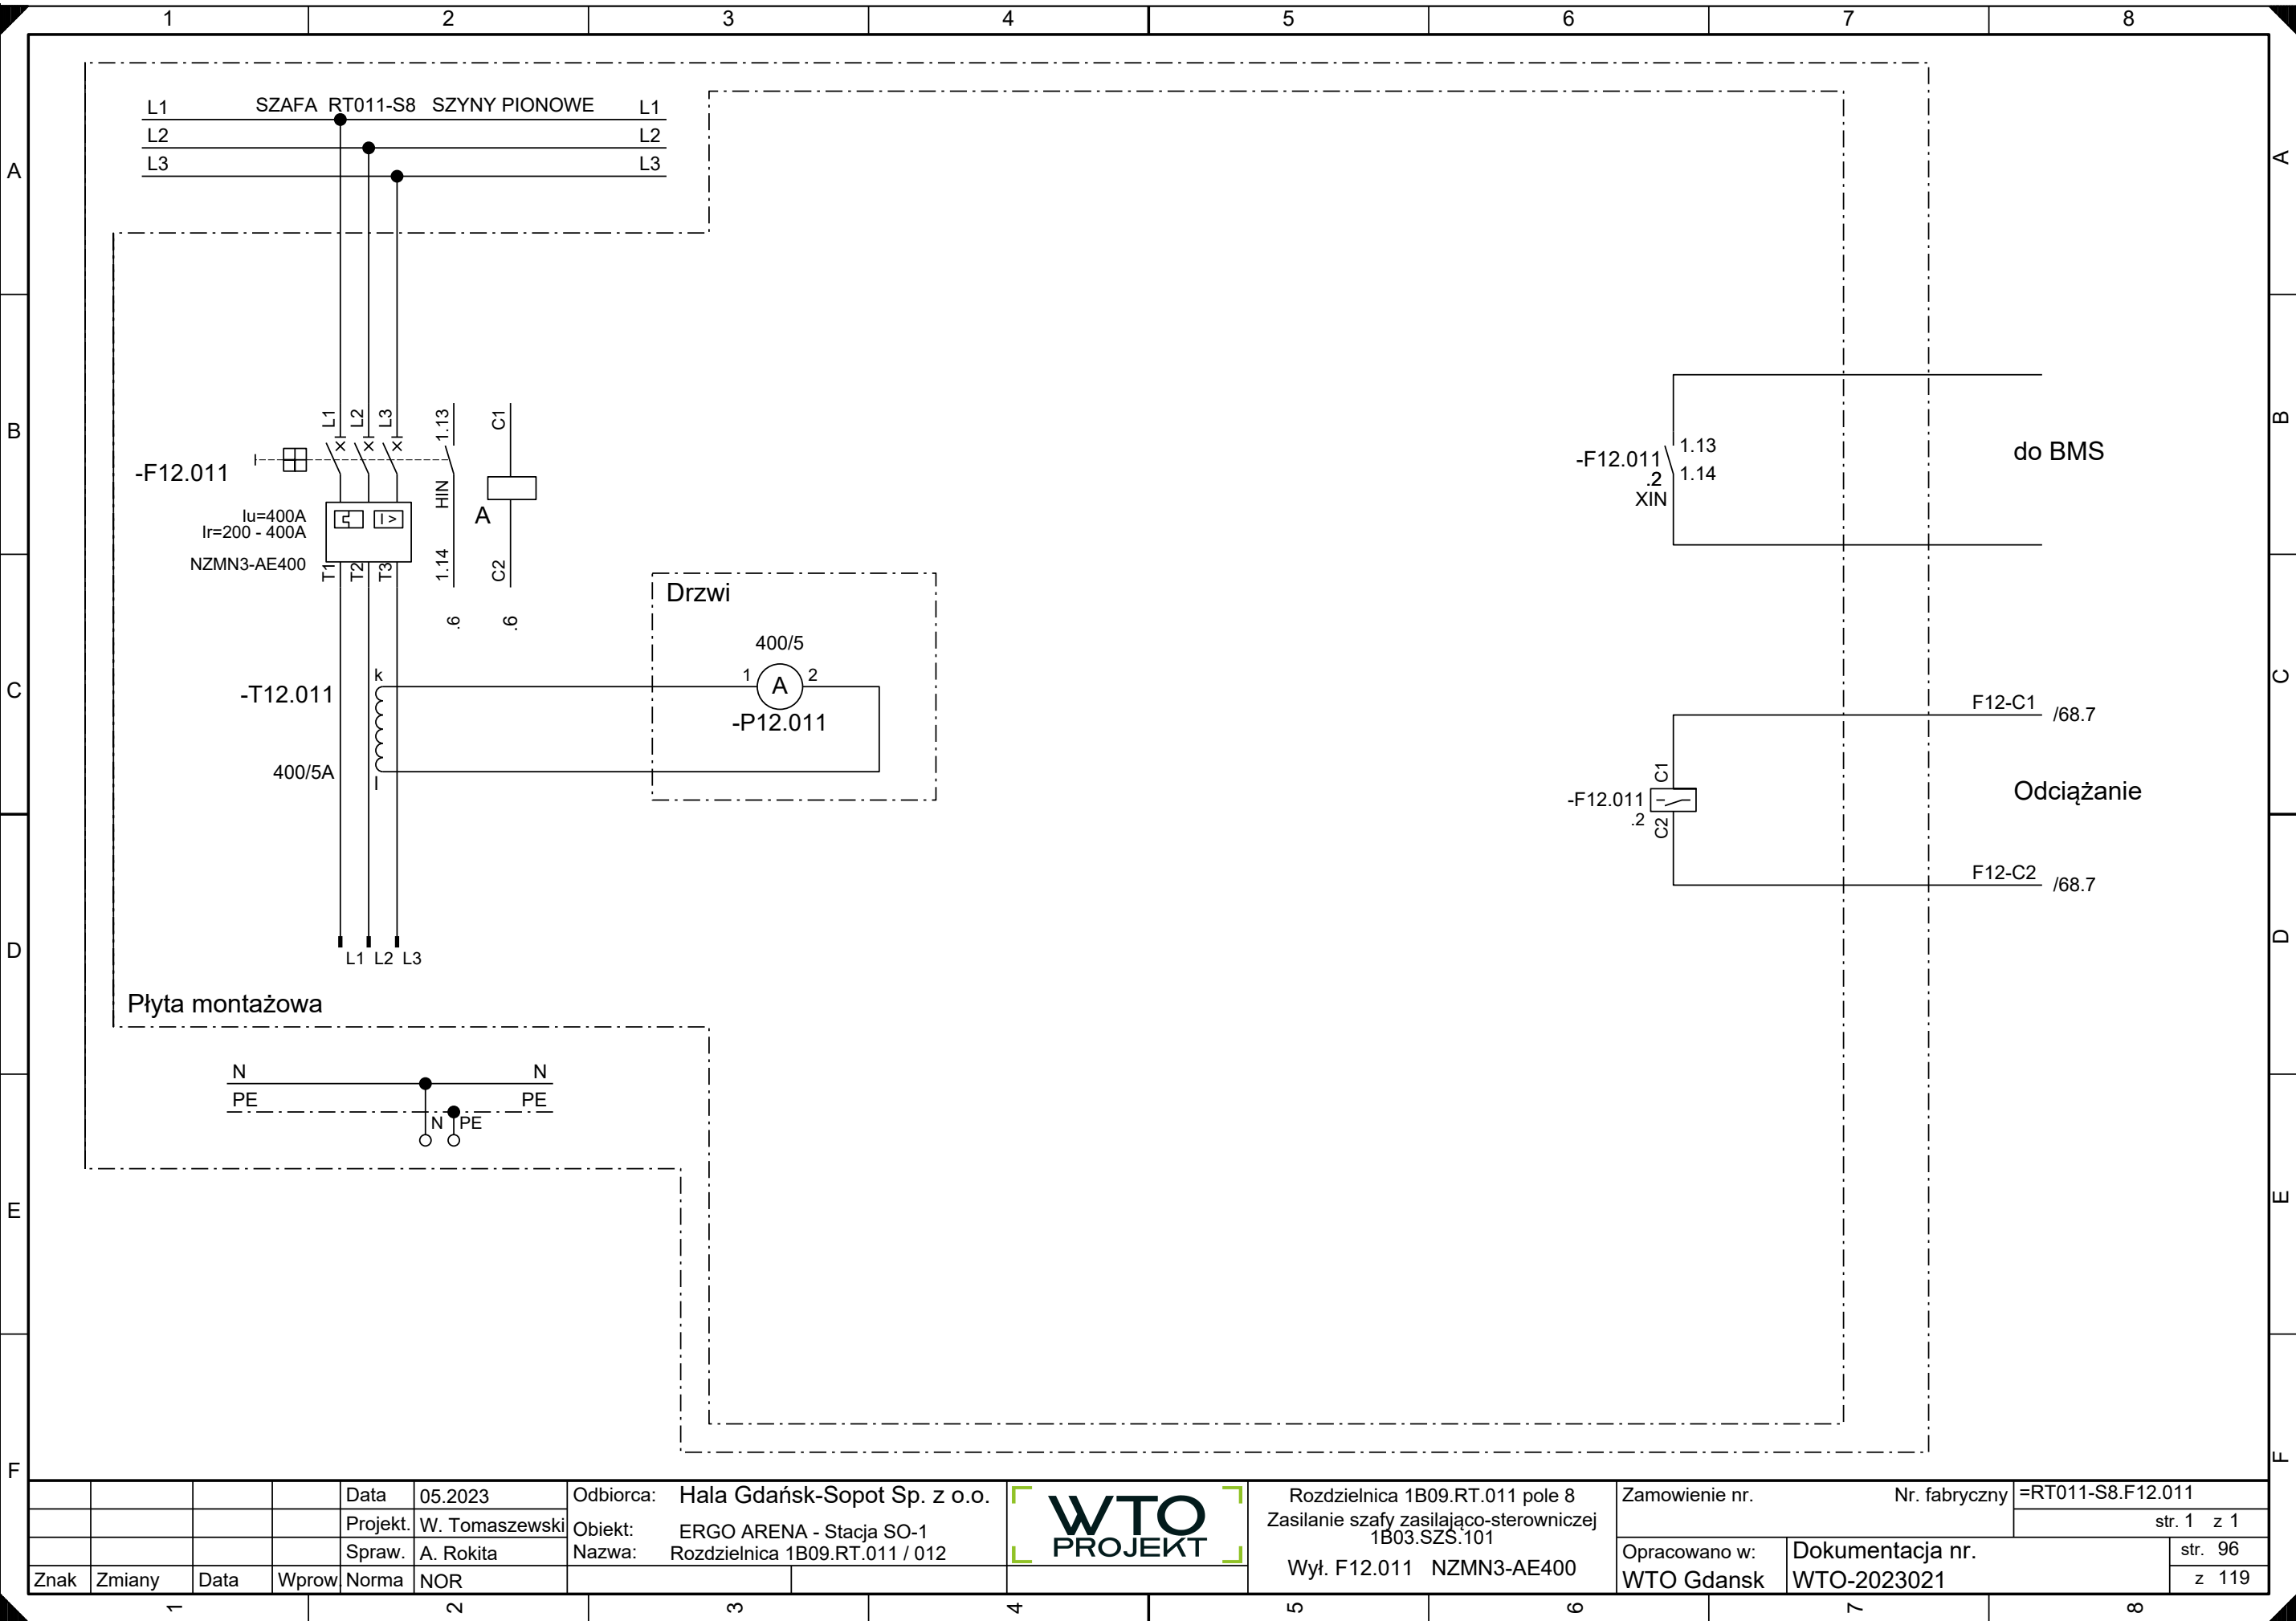 1 2 3 4 5 6 7 8
L1 SZAFA RT011-S8 SZYNY PIONOWE L1
L2 L2
L3 L3
A A
B B
L1 L2 L3 1.13 C1
-F12.011
HIN
A
Iu=400A
Ir=200 - 400A
NZMN3-AE400
I >
T1 T2 T3 1.14 C2
.6 .6
1.13
-F12.011
1.14
.2
XIN
do BMS
Drzwi
400/5
C C
k
1 A 2
-T12.011
-P12.011
400/5A
l
F12-C1 /68.7
C1
-F12.011
.2
C2
Odciążanie
F12-C2 /68.7
D D
L1 L2 L3
Płyta montażowa
N N
PE PE
N PE
E E
F F
Data 05.2023
Projekt. W. Tomaszewski
Spraw. A. Rokita
Znak Zmiany Data Wprow. Norma NOR
Odbiorca: Hala Gdańsk-Sopot Sp. z o.o.
Obiekt: ERGO ARENA - Stacja SO-1
Nazwa: Rozdzielnica 1B09.RT.011 / 012
WTO
PROJEKT
Rozdzielnica 1B09.RT.011 pole 8
Zasilanie szafy zasilająco-sterowniczej
1B03.SZS.101
Wył. F12.011 NZMN3-AE400
Zamowienie nr. Nr. fabryczny =RT011-S8.F12.011
str. 1 z 1
Opracowano w: Dokumentacja nr. str. 96
WTO Gdansk WTO-2023021 z 119
1 2 3 4 5 6 7 8